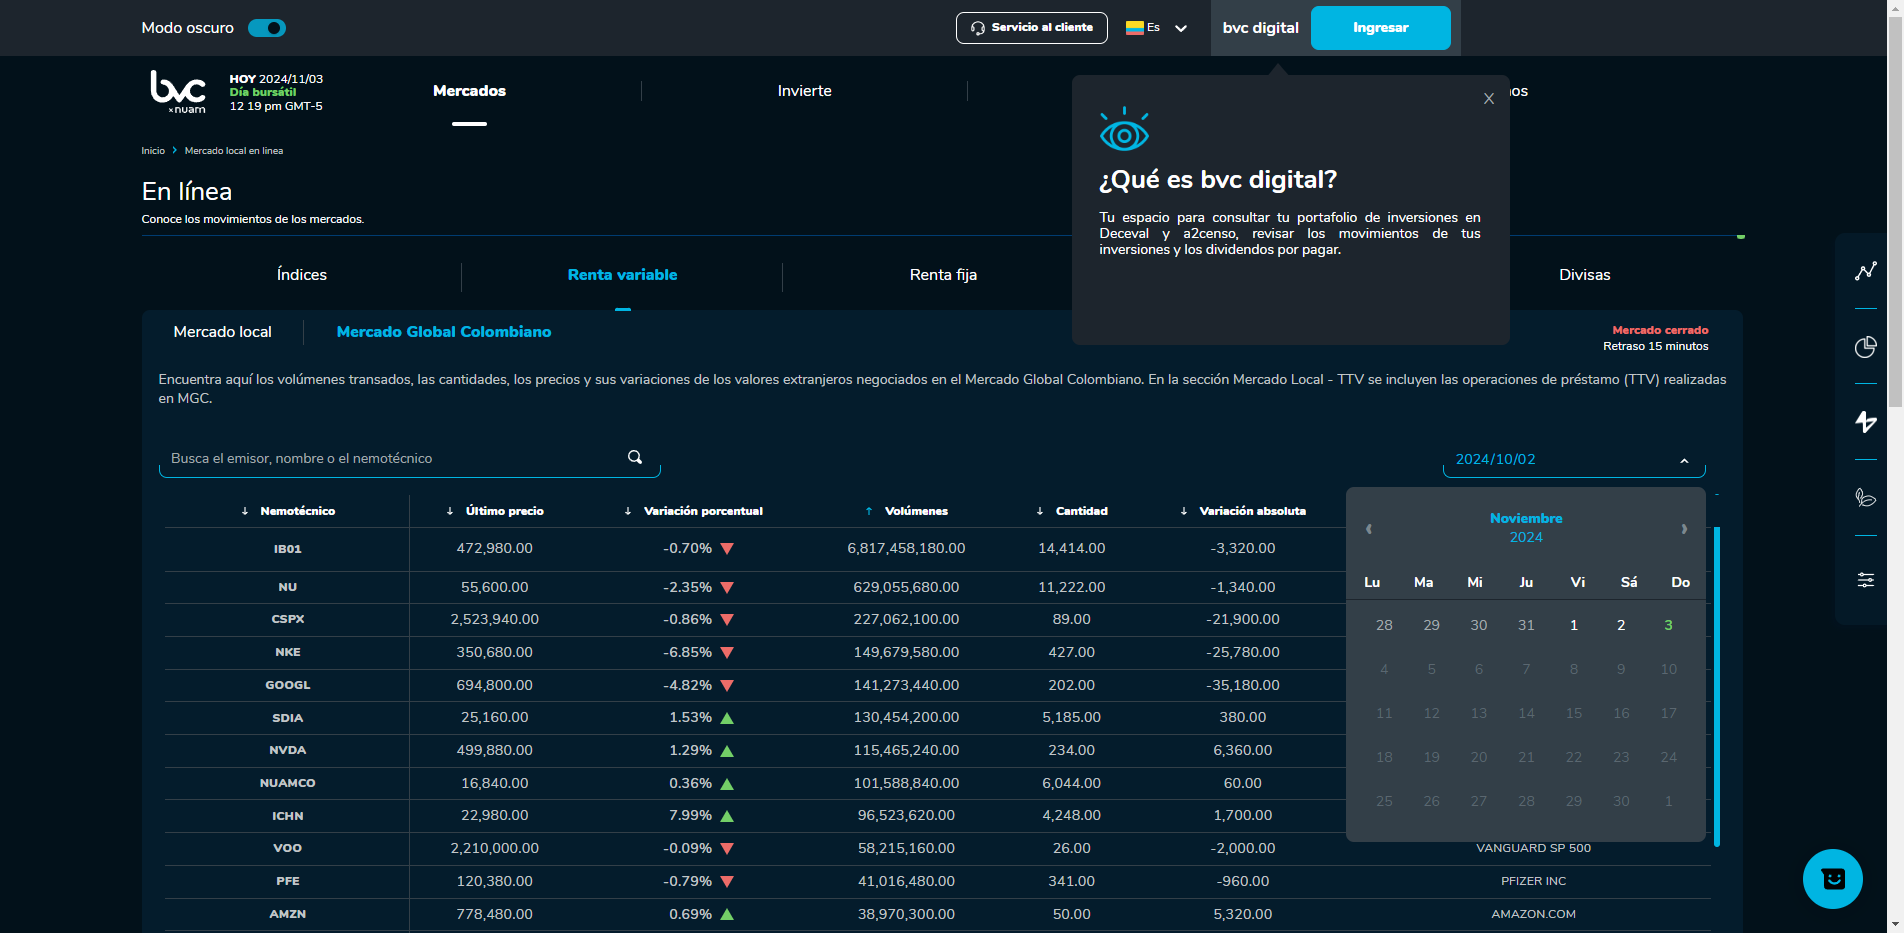 Modo oscuro
Servicio al cliente
Es
bvc digital
Ingresar
bvc
×nuam
HOY 2024/11/03
Día bursátil
12 19 pm GMT-5
Mercados
Invierte
os
X
¿Qué es bvc digital?
Tu espacio para consultar tu portafolio de inversiones en
Deceval y a2censo, revisar los movimientos de tus
inversiones y los dividendos por pagar.
Inicio > Mercado local en linea
En línea
Conoce los movimientos de los mercados.
Índices
Renta variable
Renta fija
Divisas
Mercado local
Mercado Global Colombiano
Mercado cerrado
Retraso 15 minutos
Encuentra aquí los volúmenes transados, las cantidades, los precios y sus variaciones de los valores extranjeros negociados en el Mercado Global Colombiano. En la sección Mercado Local - TTV se incluyen las operaciones de préstamo (TTV) realizadas
en MGC.
Busca el emisor, nombre o el nemotécnico
2024/10/02
Nemotécnico Último precio Variación porcentual Volúmenes Cantidad Variación absoluta
IB01 472,980.00 -0.70% 6,817,458,180.00 14,414.00 -3,320.00
NU 55,600.00 -2.35% 629,055,680.00 11,222.00 -1,340.00
CSPX 2,523,940.00 -0.86% 227,062,100.00 89.00 -21,900.00
NKE 350,680.00 -6.85% 149,679,580.00 427.00 -25,780.00
GOOGL 694,800.00 -4.82% 141,273,440.00 202.00 -35,180.00
SDIA 25,160.00 1.53% 130,454,200.00 5,185.00 380.00
NVDA 499,880.00 1.29% 115,465,240.00 234.00 6,360.00
NUAMCO 16,840.00 0.36% 101,588,840.00 6,044.00 60.00
ICHN 22,980.00 7.99% 96,523,620.00 4,248.00 1,700.00
VOO 2,210,000.00 -0.09% 58,215,160.00 26.00 -2,000.00 VANGUARD SP 500
PFE 120,380.00 -0.79% 41,016,480.00 341.00 -960.00 PFIZER INC
AMZN 778,480.00 0.69% 38,970,300.00 50.00 5,320.00 AMAZON.COM
Noviembre
2024
Lu Ma Mi Ju Vi Sá Do
28 29 30 31 1 2 3
4 5 6 7 8 9 10
11 12 13 14 15 16 17
18 19 20 21 22 23 24
25 26 27 28 29 30 1